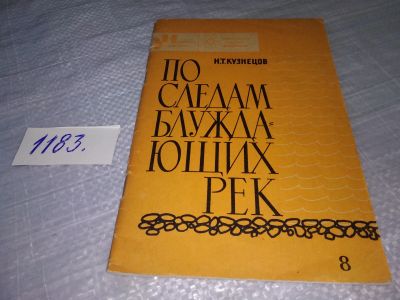 Н.Т.КУЗНЕЦОВ
ПО
СЛЕДАМ
БЛУЖДА-
ЮЩИХ
РЕК
1183.
8